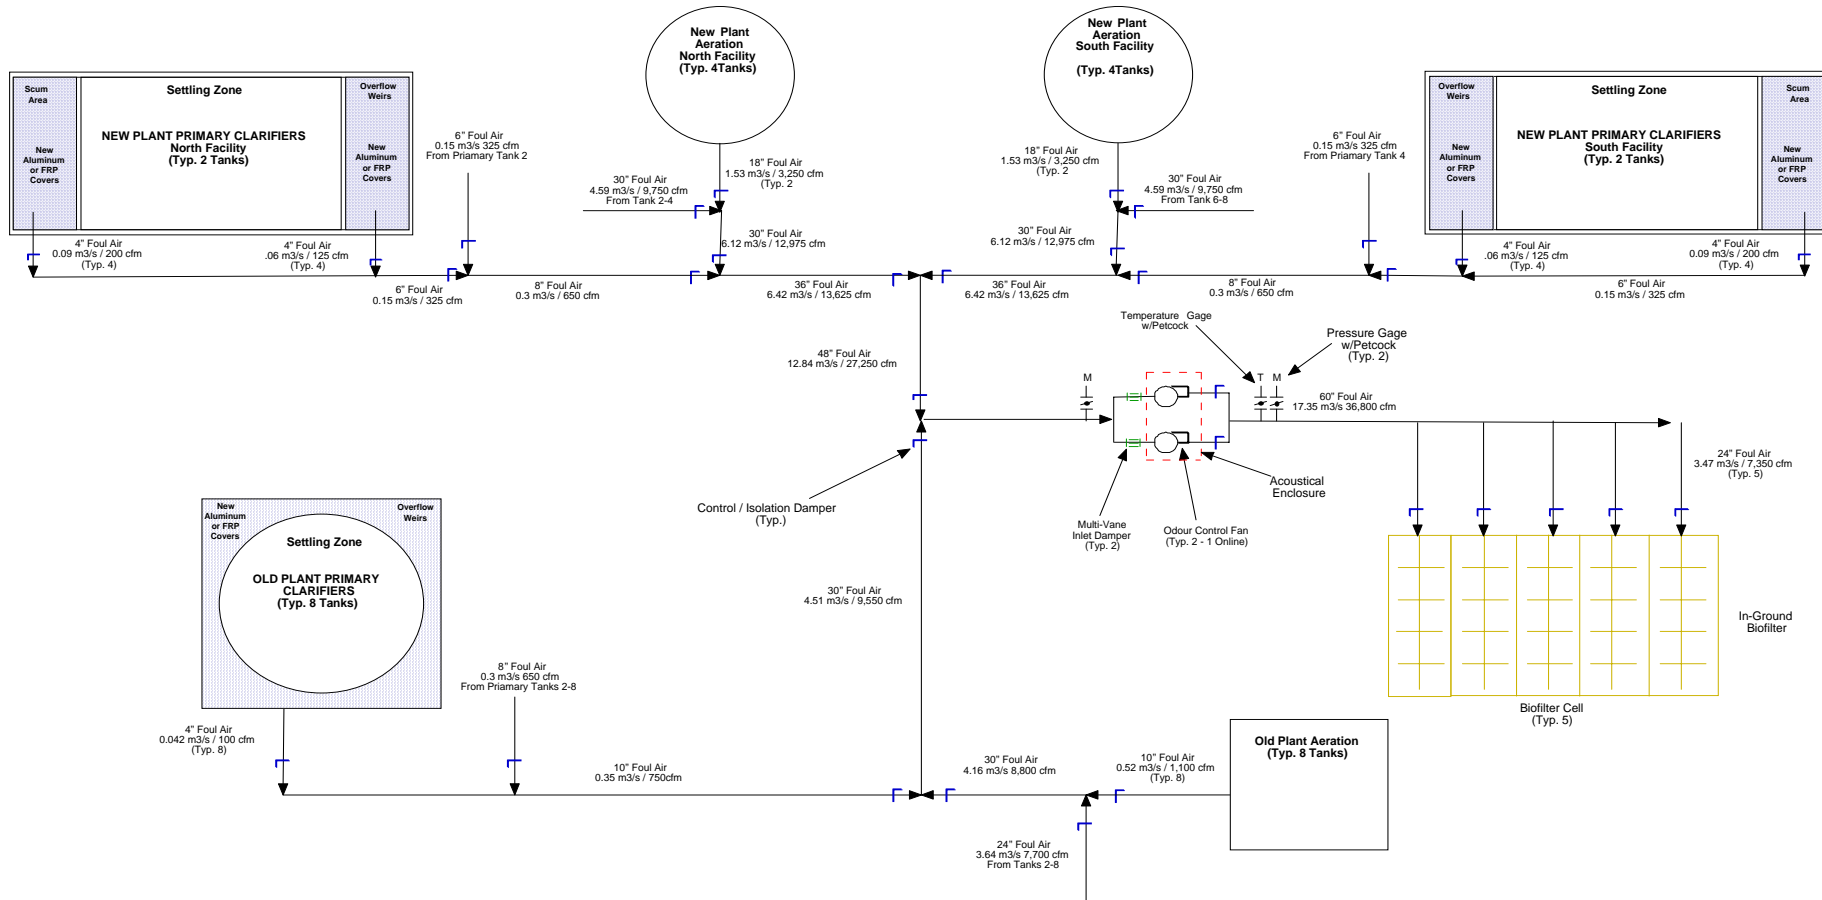 New Plant
Aeration
North Facility
(Typ. 4Tanks)
New Plant
Aeration
South Facility
(Typ. 4Tanks)
Scum
Area
New
Aluminum
or FRP
Covers
Settling Zone
NEW PLANT PRIMARY CLARIFIERS
North Facility
(Typ. 2 Tanks)
Overflow
Weirs
New
Aluminum
or FRP
Covers
6" Foul Air
0.15 m3/s 325 cfm
From Priamary Tank 2
18" Foul Air
1.53 m3/s / 3,250 cfm
(Typ. 2
30" Foul Air
4.59 m3/s / 9,750 cfm
From Tank 2-4
18" Foul Air
1.53 m3/s / 3,250 cfm
(Typ. 2
30" Foul Air
4.59 m3/s / 9,750 cfm
From Tank 6-8
6" Foul Air
0.15 m3/s 325 cfm
From Priamary Tank 4
Overflow
Weirs
New
Aluminum
or FRP
Covers
Settling Zone
NEW PLANT PRIMARY CLARIFIERS
South Facility
(Typ. 2 Tanks)
Scum
Area
New
Aluminum
or FRP
Covers
4" Foul Air
0.09 m3/s / 200 cfm
(Typ. 4)
4" Foul Air
.06 m3/s / 125 cfm
(Typ. 4)
30" Foul Air
6.12 m3/s / 12,975 cfm
30" Foul Air
6.12 m3/s / 12,975 cfm
4" Foul Air
.06 m3/s / 125 cfm
(Typ. 4)
4" Foul Air
0.09 m3/s / 200 cfm
(Typ. 4)
6" Foul Air
0.15 m3/s / 325 cfm
8" Foul Air
0.3 m3/s / 650 cfm
36" Foul Air
6.42 m3/s / 13,625 cfm
36" Foul Air
6.42 m3/s / 13,625 cfm
8" Foul Air
0.3 m3/s / 650 cfm
6" Foul Air
0.15 m3/s / 325 cfm
Temperature Gage
w/Petcock
Pressure Gage
w/Petcock
(Typ. 2)
48" Foul Air
12.84 m3/s / 27,250 cfm
M
T M
60" Foul Air
17.35 m3/s 36,800 cfm
24" Foul Air
3.47 m3/s / 7,350 cfm
(Typ. 5)
Acoustical
Enclosure
Control / Isolation Damper
(Typ.)
Multi-Vane
Inlet Damper
(Typ. 2)
Odour Control Fan
(Typ. 2 - 1 Online)
New
Aluminum
or FRP
Covers
Overflow
Weirs
Settling Zone
OLD PLANT PRIMARY
CLARIFIERS
(Typ. 8 Tanks)
30" Foul Air
4.51 m3/s / 9,550 cfm
In-Ground
Biofilter
Biofilter Cell
(Typ. 5)
8" Foul Air
0.3 m3/s 650 cfm
From Priamary Tanks 2-8
4" Foul Air
0.042 m3/s / 100 cfm
(Typ. 8)
10" Foul Air
0.35 m3/s / 750cfm
30" Foul Air
4.16 m3/s 8,800 cfm
10" Foul Air
0.52 m3/s / 1,100 cfm
(Typ. 8)
Old Plant Aeration
(Typ. 8 Tanks)
24" Foul Air
3.64 m3/s 7,700 cfm
From Tanks 2-8